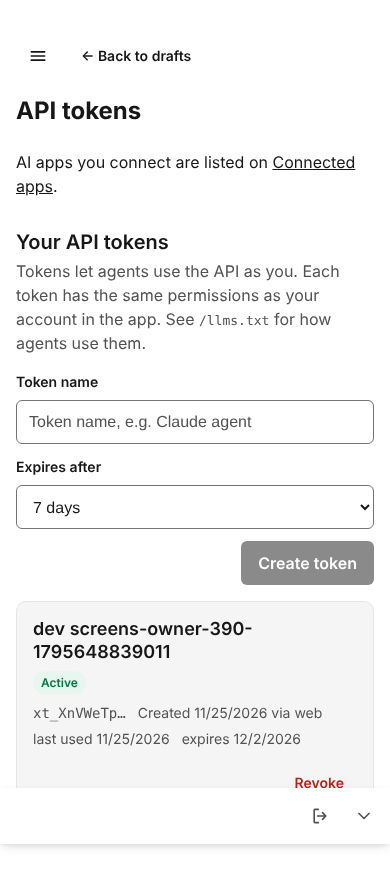 ← Back to drafts
API tokens
AI apps you connect are listed on Connected
apps.
Your API tokens
Tokens let agents use the API as you. Each
token has the same permissions as your
account in the app. See /llms.txt for how
agents use them.
Token name
Token name, e.g. Claude agent
Expires after
7 days
Create token
dev screens-owner-390-
1795648839011
Active
xt_XnVWeTp… Created 11/25/2026 via web
last used 11/25/2026 expires 12/2/2026
Revoke